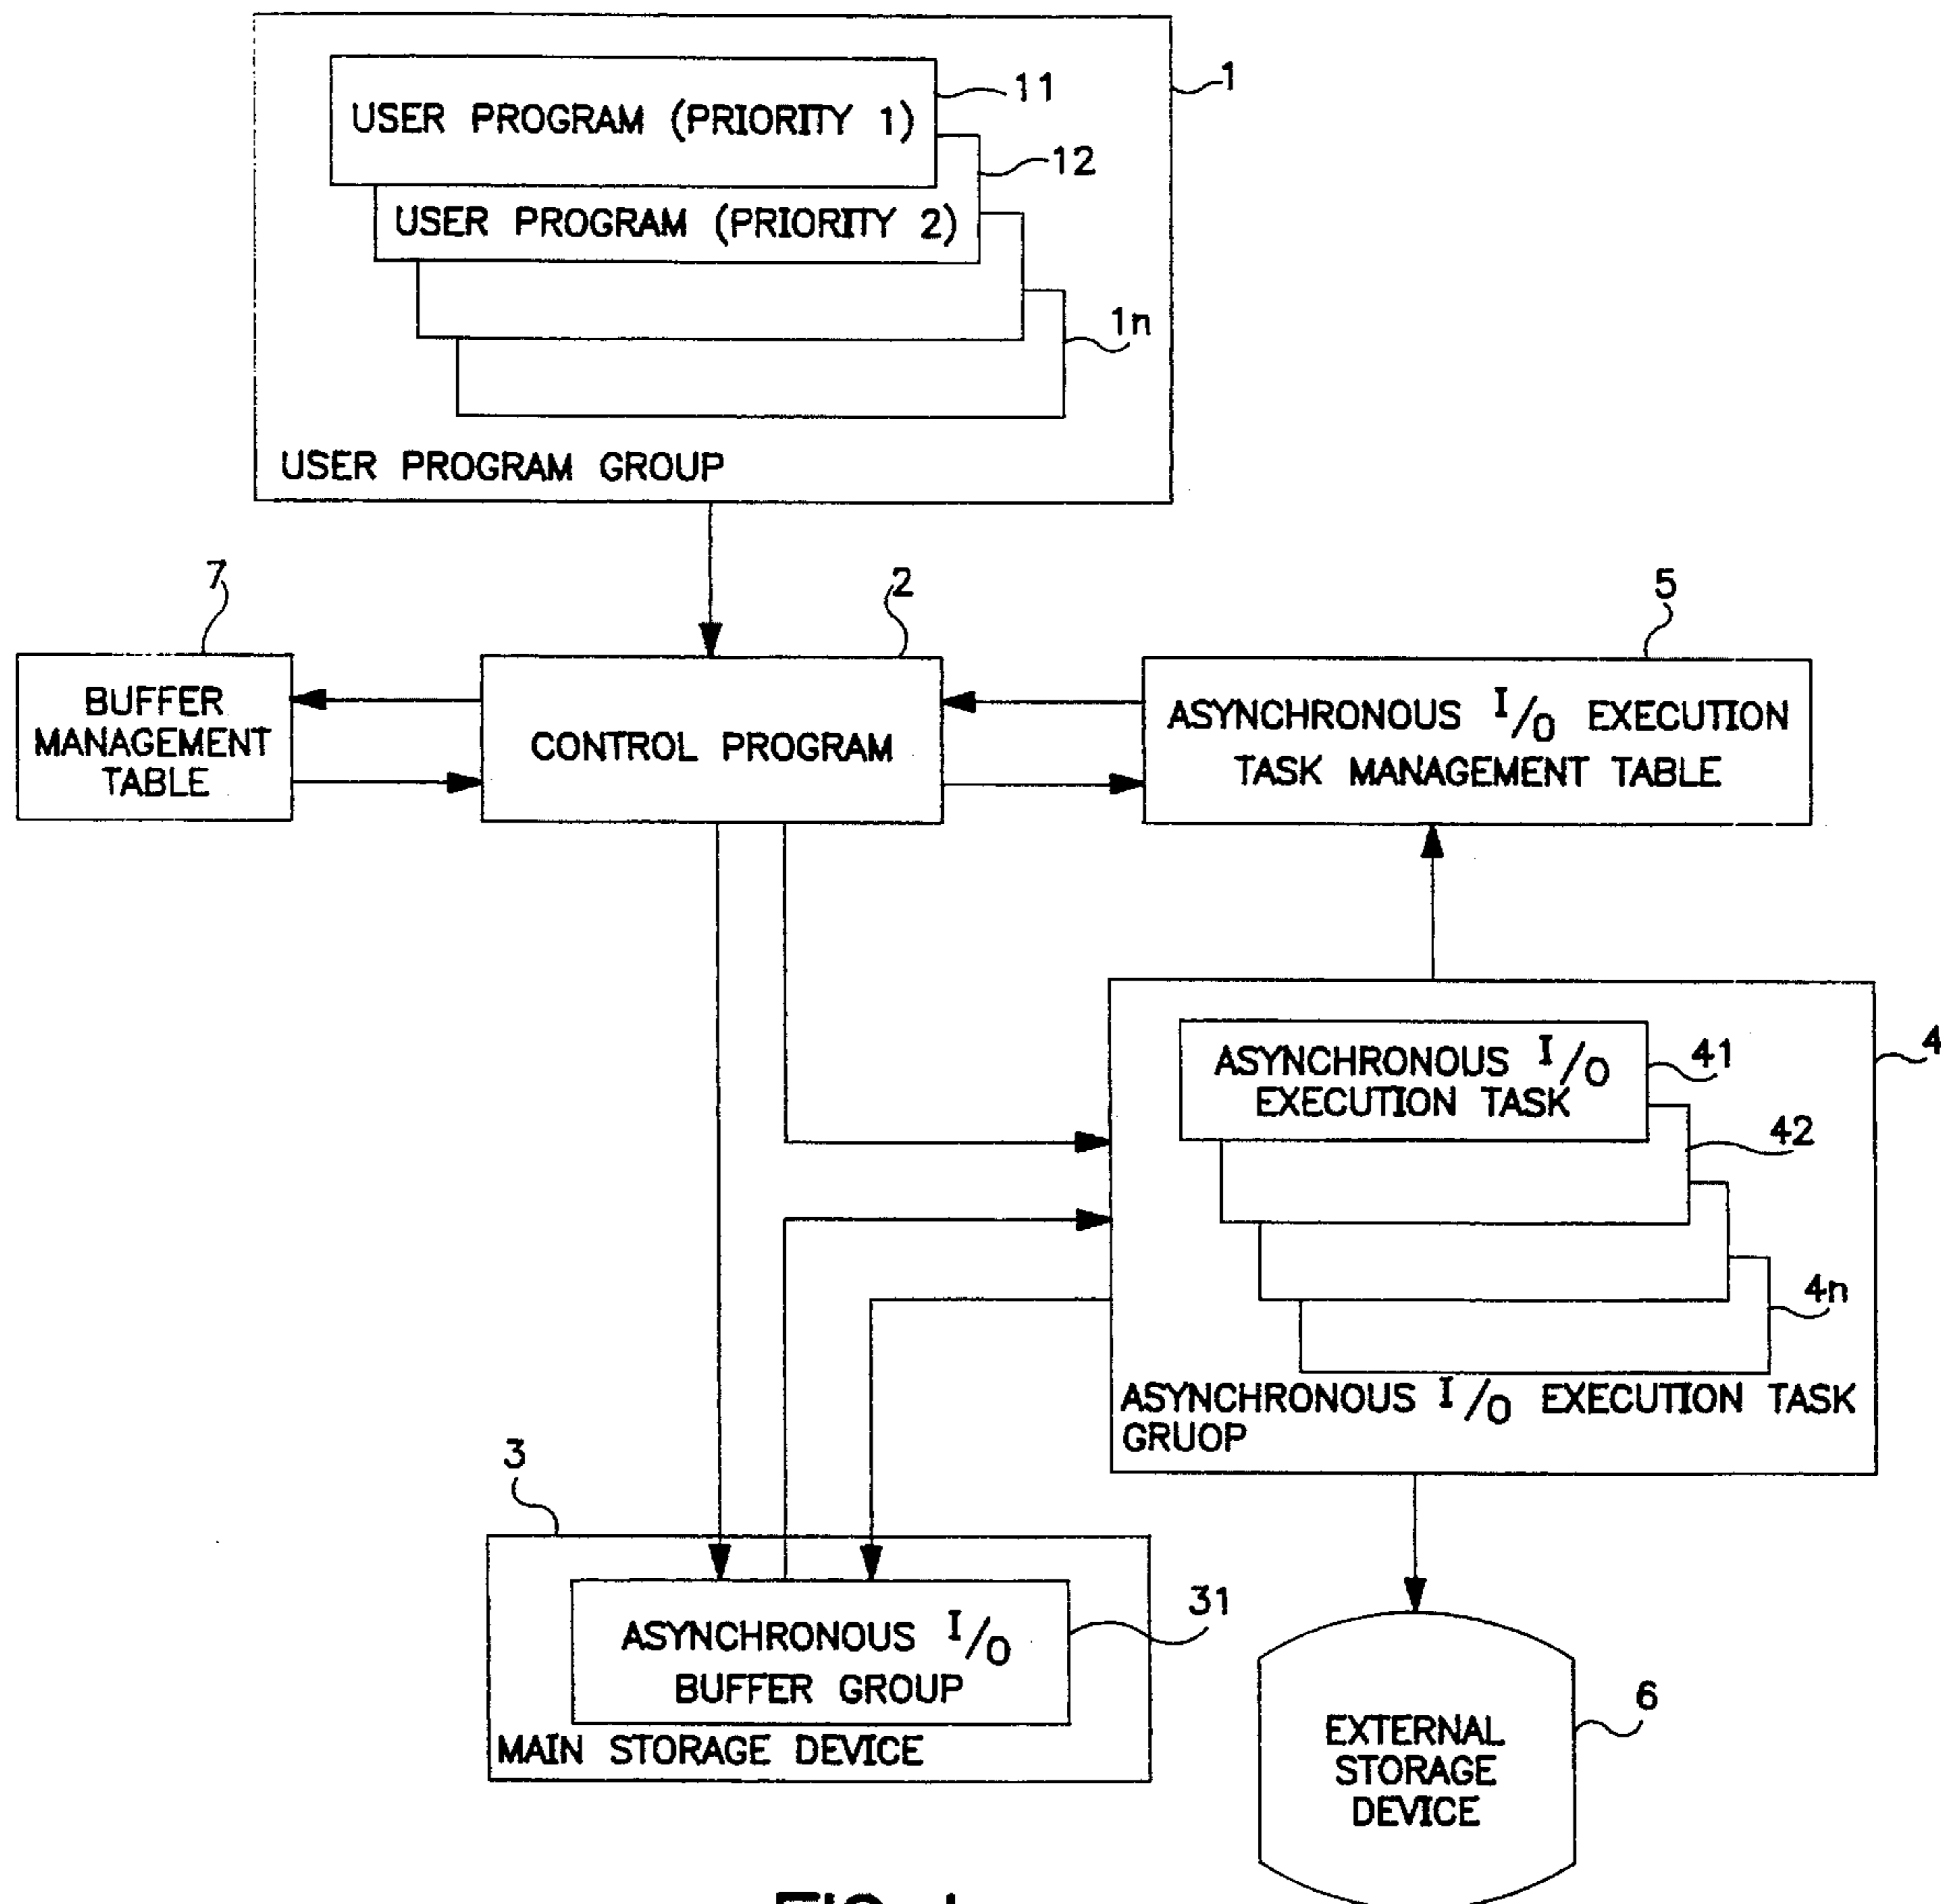 1
11
USER PROGRAM (PRIORITY 1)
12
USER PROGRAM (PRIORITY 2)
1n
USER PROGRAM GROUP
7
2
5
BUFFER
MANAGEMENT
TABLE
CONTROL PROGRAM
ASYNCHRONOUS I/O EXECUTION
TASK MANAGEMENT TABLE
4
41
ASYNCHRONOUS I/O
EXECUTION TASK
42
4n
ASYNCHRONOUS I/O EXECUTION TASK
GRUOP
3
31
ASYNCHRONOUS I/O
BUFFER GROUP
MAIN STORAGE DEVICE
6
EXTERNAL
STORAGE
DEVICE